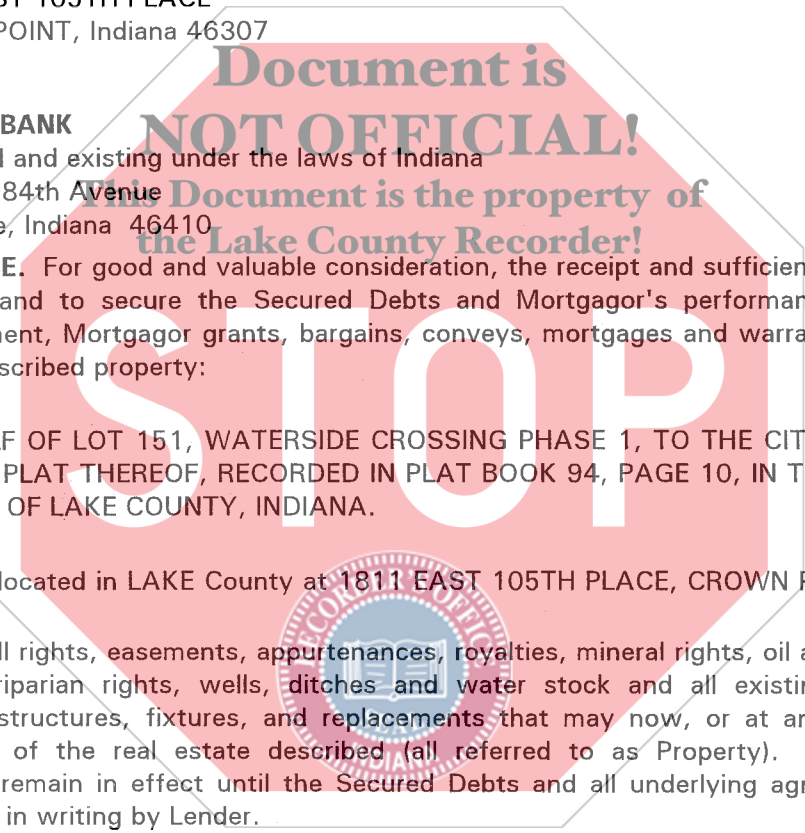 ST 105TH PLACE
POINT, Indiana 46307
Document is
BANK
NOT OFFICIAL!
and existing under the laws of Indiana
84th Avenue
This Document is the property of
e, Indiana 46410
the Lake County Recorder!
E. For good and valuable consideration, the receipt and sufficien
and to secure the Secured Debts and Mortgagor's performan
ent, Mortgagor grants, bargains, conveys, mortgages and warra
scribed property:
STOP
F OF LOT 151, WATERSIDE CROSSING PHASE 1, TO THE CIT
PLAT THEREOF, RECORDED IN PLAT BOOK 94, PAGE 10, IN T
OF LAKE COUNTY, INDIANA.
located in LAKE County at 1811 EAST 105TH PLACE, CROWN P
ll rights, easements, appurtenances, royalties, mineral rights, oil a
riparian rights, wells, ditches and water stock and all existin
structures, fixtures, and replacements that may now, or at an
of the real estate described (all referred to as Property).
remain in effect until the Secured Debts and all underlying agr
in writing by Lender.
RECORDER'S OFFICE
INDIANA